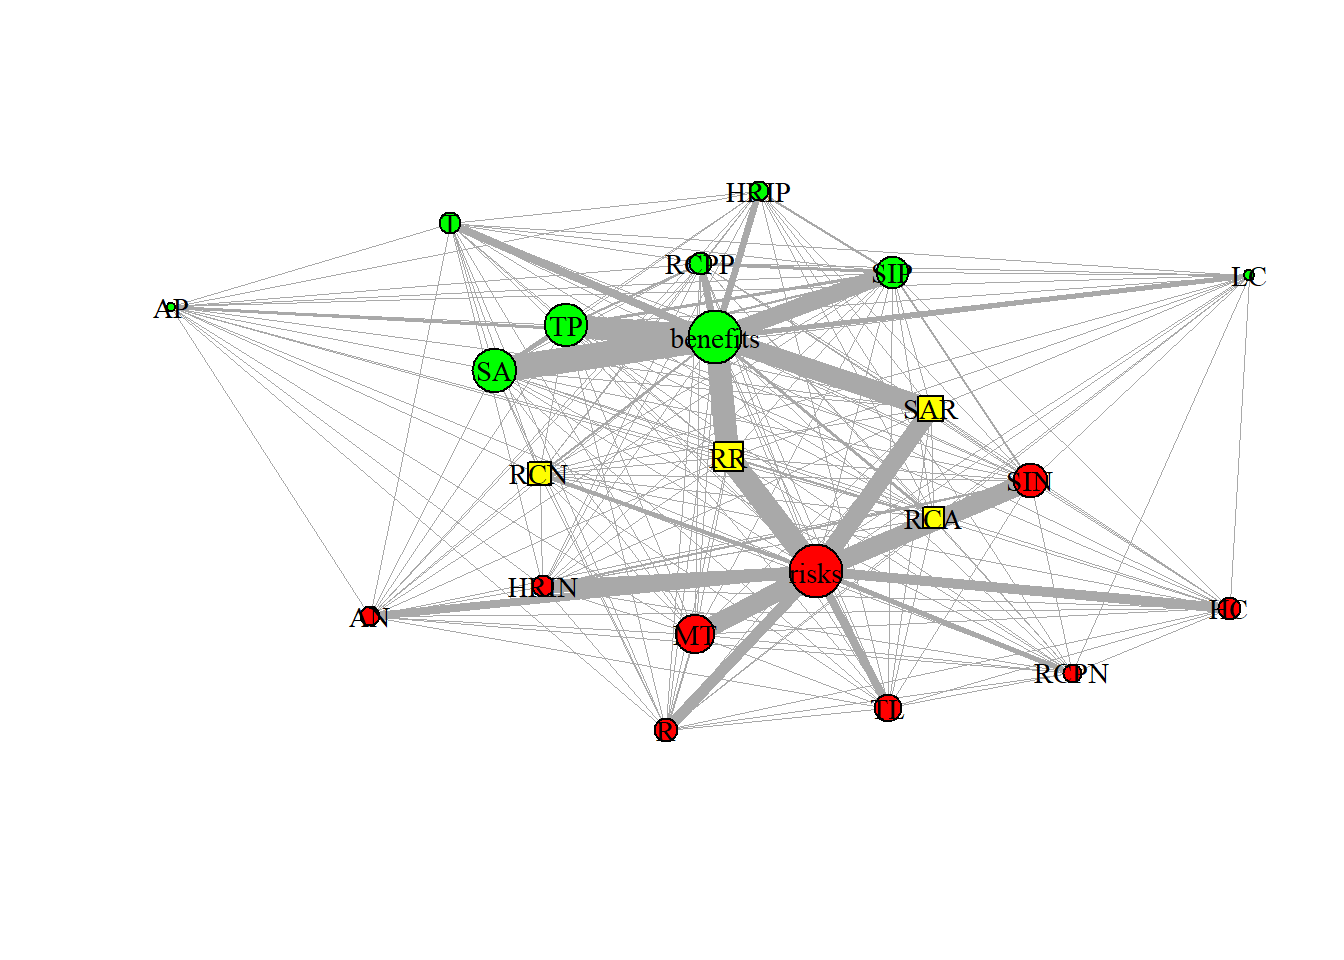 HRIP
I
RCPP
SIP
LC
AP
TP
benefits
SA
SAR
RR
RCN
SIN
RCA
risks
HRIN
AN
HC
MT
RCPN
TL
R